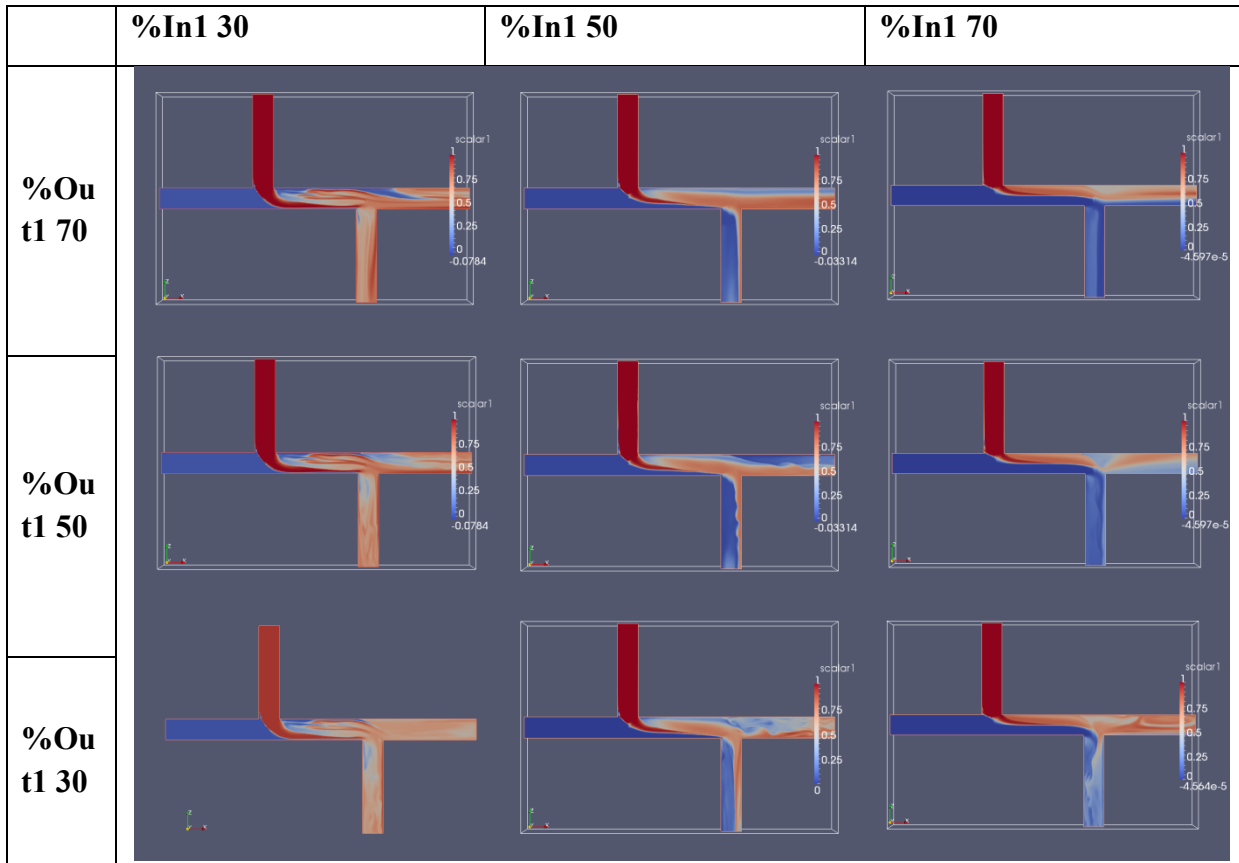 %In1 30
%In1 50
%In1 70
%Ou
t1 70
scalar1
1
0.75
0.5
0.25
0
-0.0784
z
x
scalar1
1
0.75
0.5
0.25
0
-0.03314
z
x
scalar1
1
0.75
0.5
0.25
0
-4.597e-5
z
x
%Ou
t1 50
scalar1
1
0.75
0.5
0.25
0
-0.0784
z
x
scalar1
1
0.75
0.5
0.25
0
-0.03314
z
x
scalar1
1
0.75
0.5
0.25
0
-4.597e-5
z
x
%Ou
t1 30
z
x
scalar1
1
0.75
0.5
0.25
0
z
x
scalar1
1
0.75
0.5
0.25
0
-4.564e-5
z
x